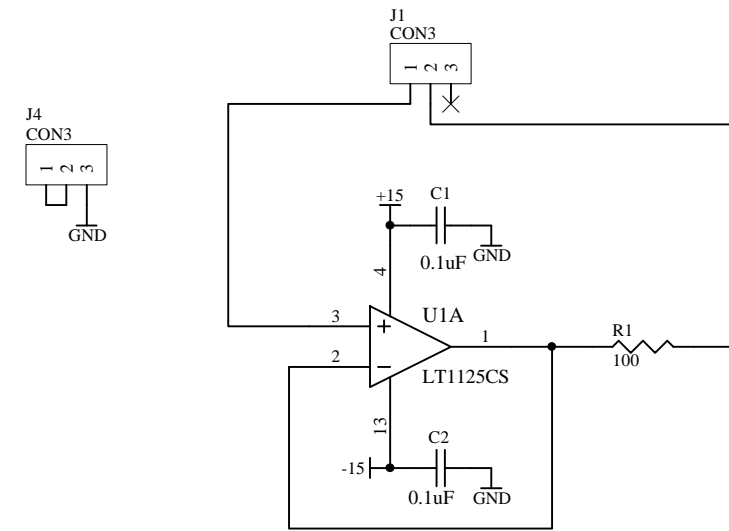 J1
CON3
1 2 3
J4
CON3
1 2 3
GND
+15
C1
0.1uF
GND
4
3
U1A
+
1
R1
2
-
LT1125CS
100
13
C2
-15
0.1uF
GND